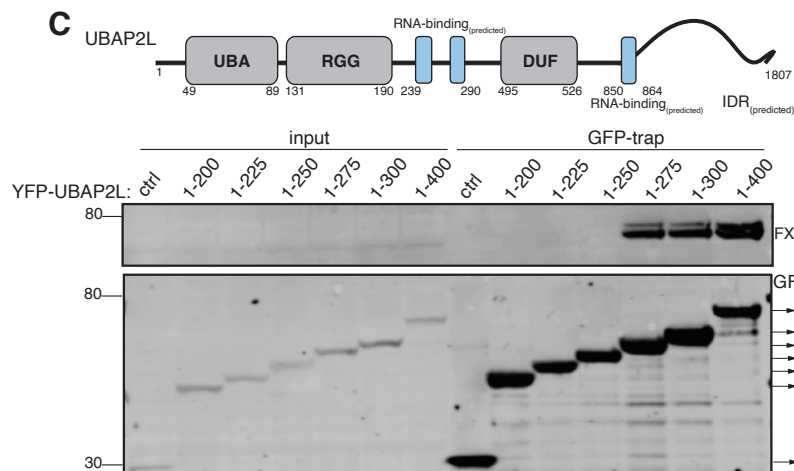 C
UBAP2L
RNA-binding(predicted)
UBA
RGG
DUF
1
1807
49
89
131
190
239
290
495
526
850
864
RNA-binding(predicted)
IDR(predicted)
input
GFP-trap
YFP-UBAP2L:
ctrl
1-200
1-225
1-250
1-275
1-300
1-400
ctrl
1-200
1-225
1-250
1-275
1-300
1-400
80
FX
80
GF
30